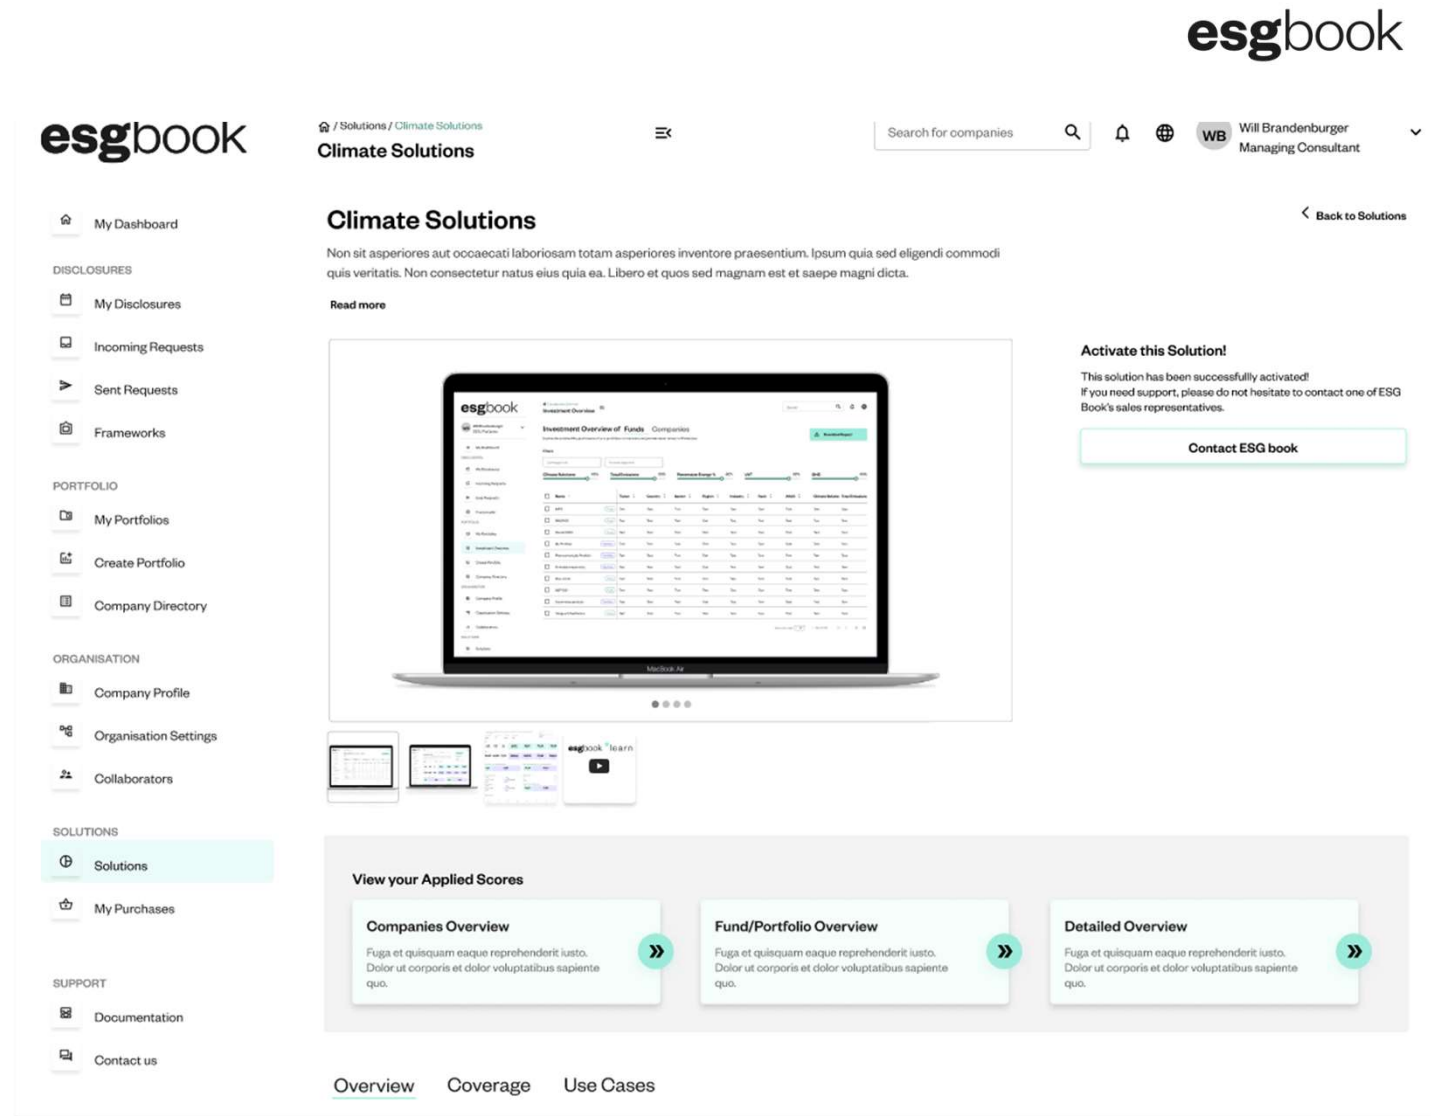 esgbook
esgbook
/ Solutions / Climate Solutions
Climate Solutions
Search for companies
WB
Will Brandenburger
Managing Consultant
My Dashboard
DISCLOSURES
My Disclosures
Incoming Requests
Sent Requests
Frameworks
PORTFOLIO
My Portfolios
Create Portfolio
Company Directory
ORGANISATION
Company Profile
Organisation Settings
Collaborators
SOLUTIONS
Solutions
My Purchases
SUPPORT
Documentation
Contact us
Climate Solutions
Back to Solutions
Non sit asperiores aut occaecati laboriosam totam asperiores inventore praesentium. Ipsum quia sed eligendi commodi
quis veritatis. Non consectetur natus eius quia ea. Libero et quos sed magnam est et saepe magni dicta.
Read more
esgbook
Investment Overview
Investment Overview of Funds Companies
MacBook Air
esgbook learn
Activate this Solution!
This solution has been successfullly activated!
If you need support, please do not hesitate to contact one of ESG
Book's sales representatives.
Contact ESG book
View your Applied Scores
Companies Overview
Fuga et quisquam eaque reprehenderit iusto.
Dolor ut corporis et dolor voluptatibus sapiente
quo.
Fund/Portfolio Overview
Fuga et quisquam eaque reprehenderit iusto.
Dolor ut corporis et dolor voluptatibus sapiente
quo.
Detailed Overview
Fuga et quisquam eaque reprehenderit iusto.
Dolor ut corporis et dolor voluptatibus sapiente
quo.
Overview Coverage Use Cases